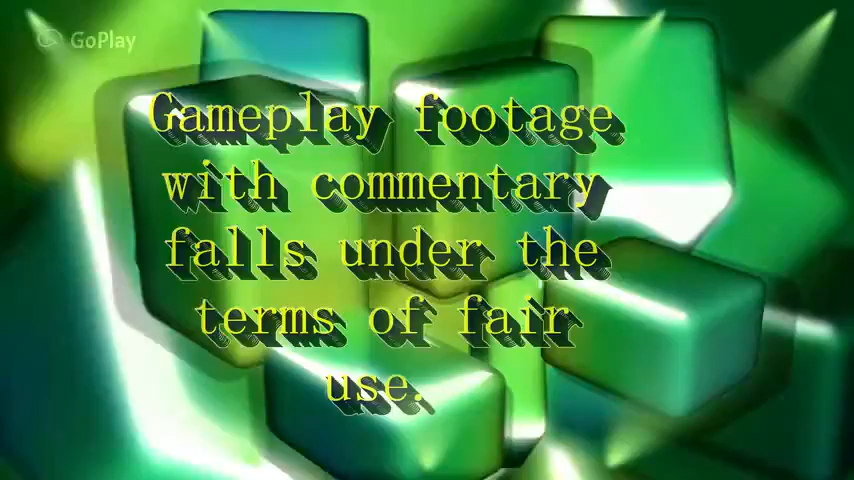 GoPlay
Gameplay footage
with commentary
falls under the
terms of fair
use.